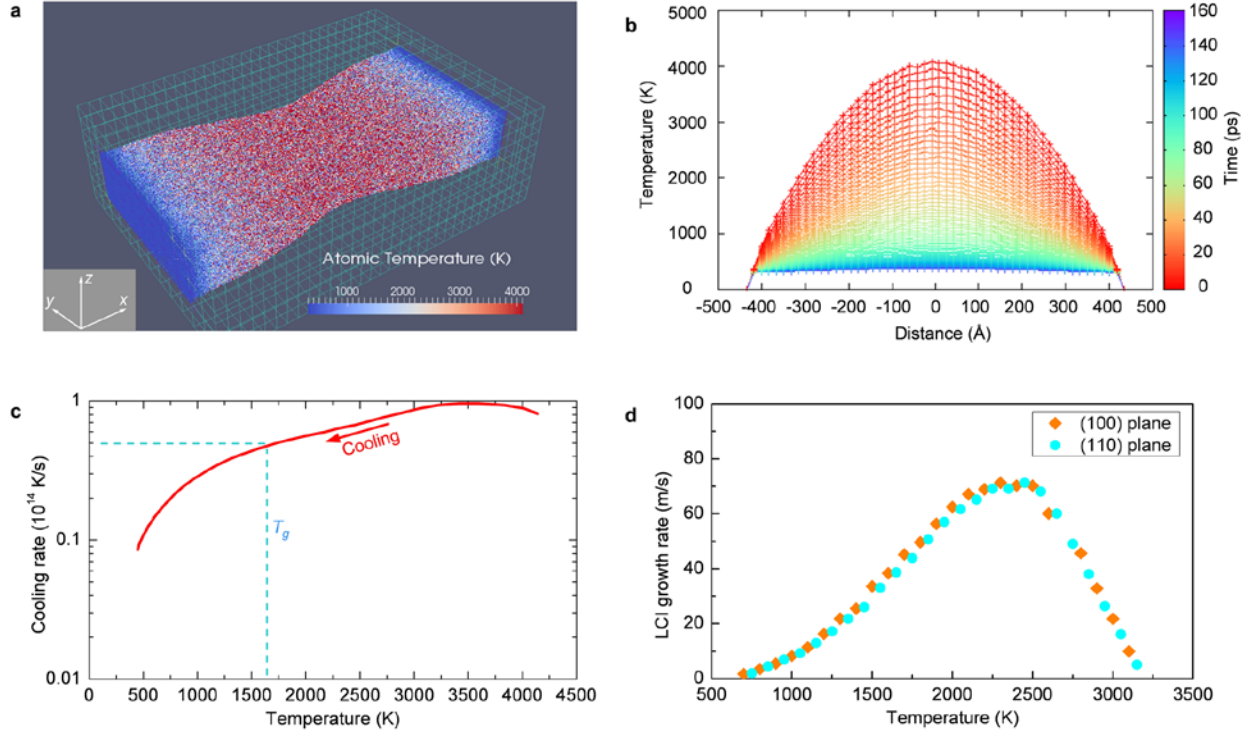 a
Atomic Temperature (K)
1000 2000 3000 4000
z
y x
b
5000
4000
3000
2000
1000
0
Temperature (K)
-500 -400 -300 -200 -100 0 100 200 300 400 500
Distance (Å)
160
140
120
100
80
60
40
20
0
Time (ps)
c
1
0.1
0.01
Cooling rate (10¹⁴ K/s)
Cooling
Tg
0 500 1000 1500 2000 2500 3000 3500 4000 4500
Temperature (K)
d
100
80
60
40
20
0
LCI growth rate (m/s)
(100) plane
(110) plane
500 1000 1500 2000 2500 3000 3500
Temperature (K)